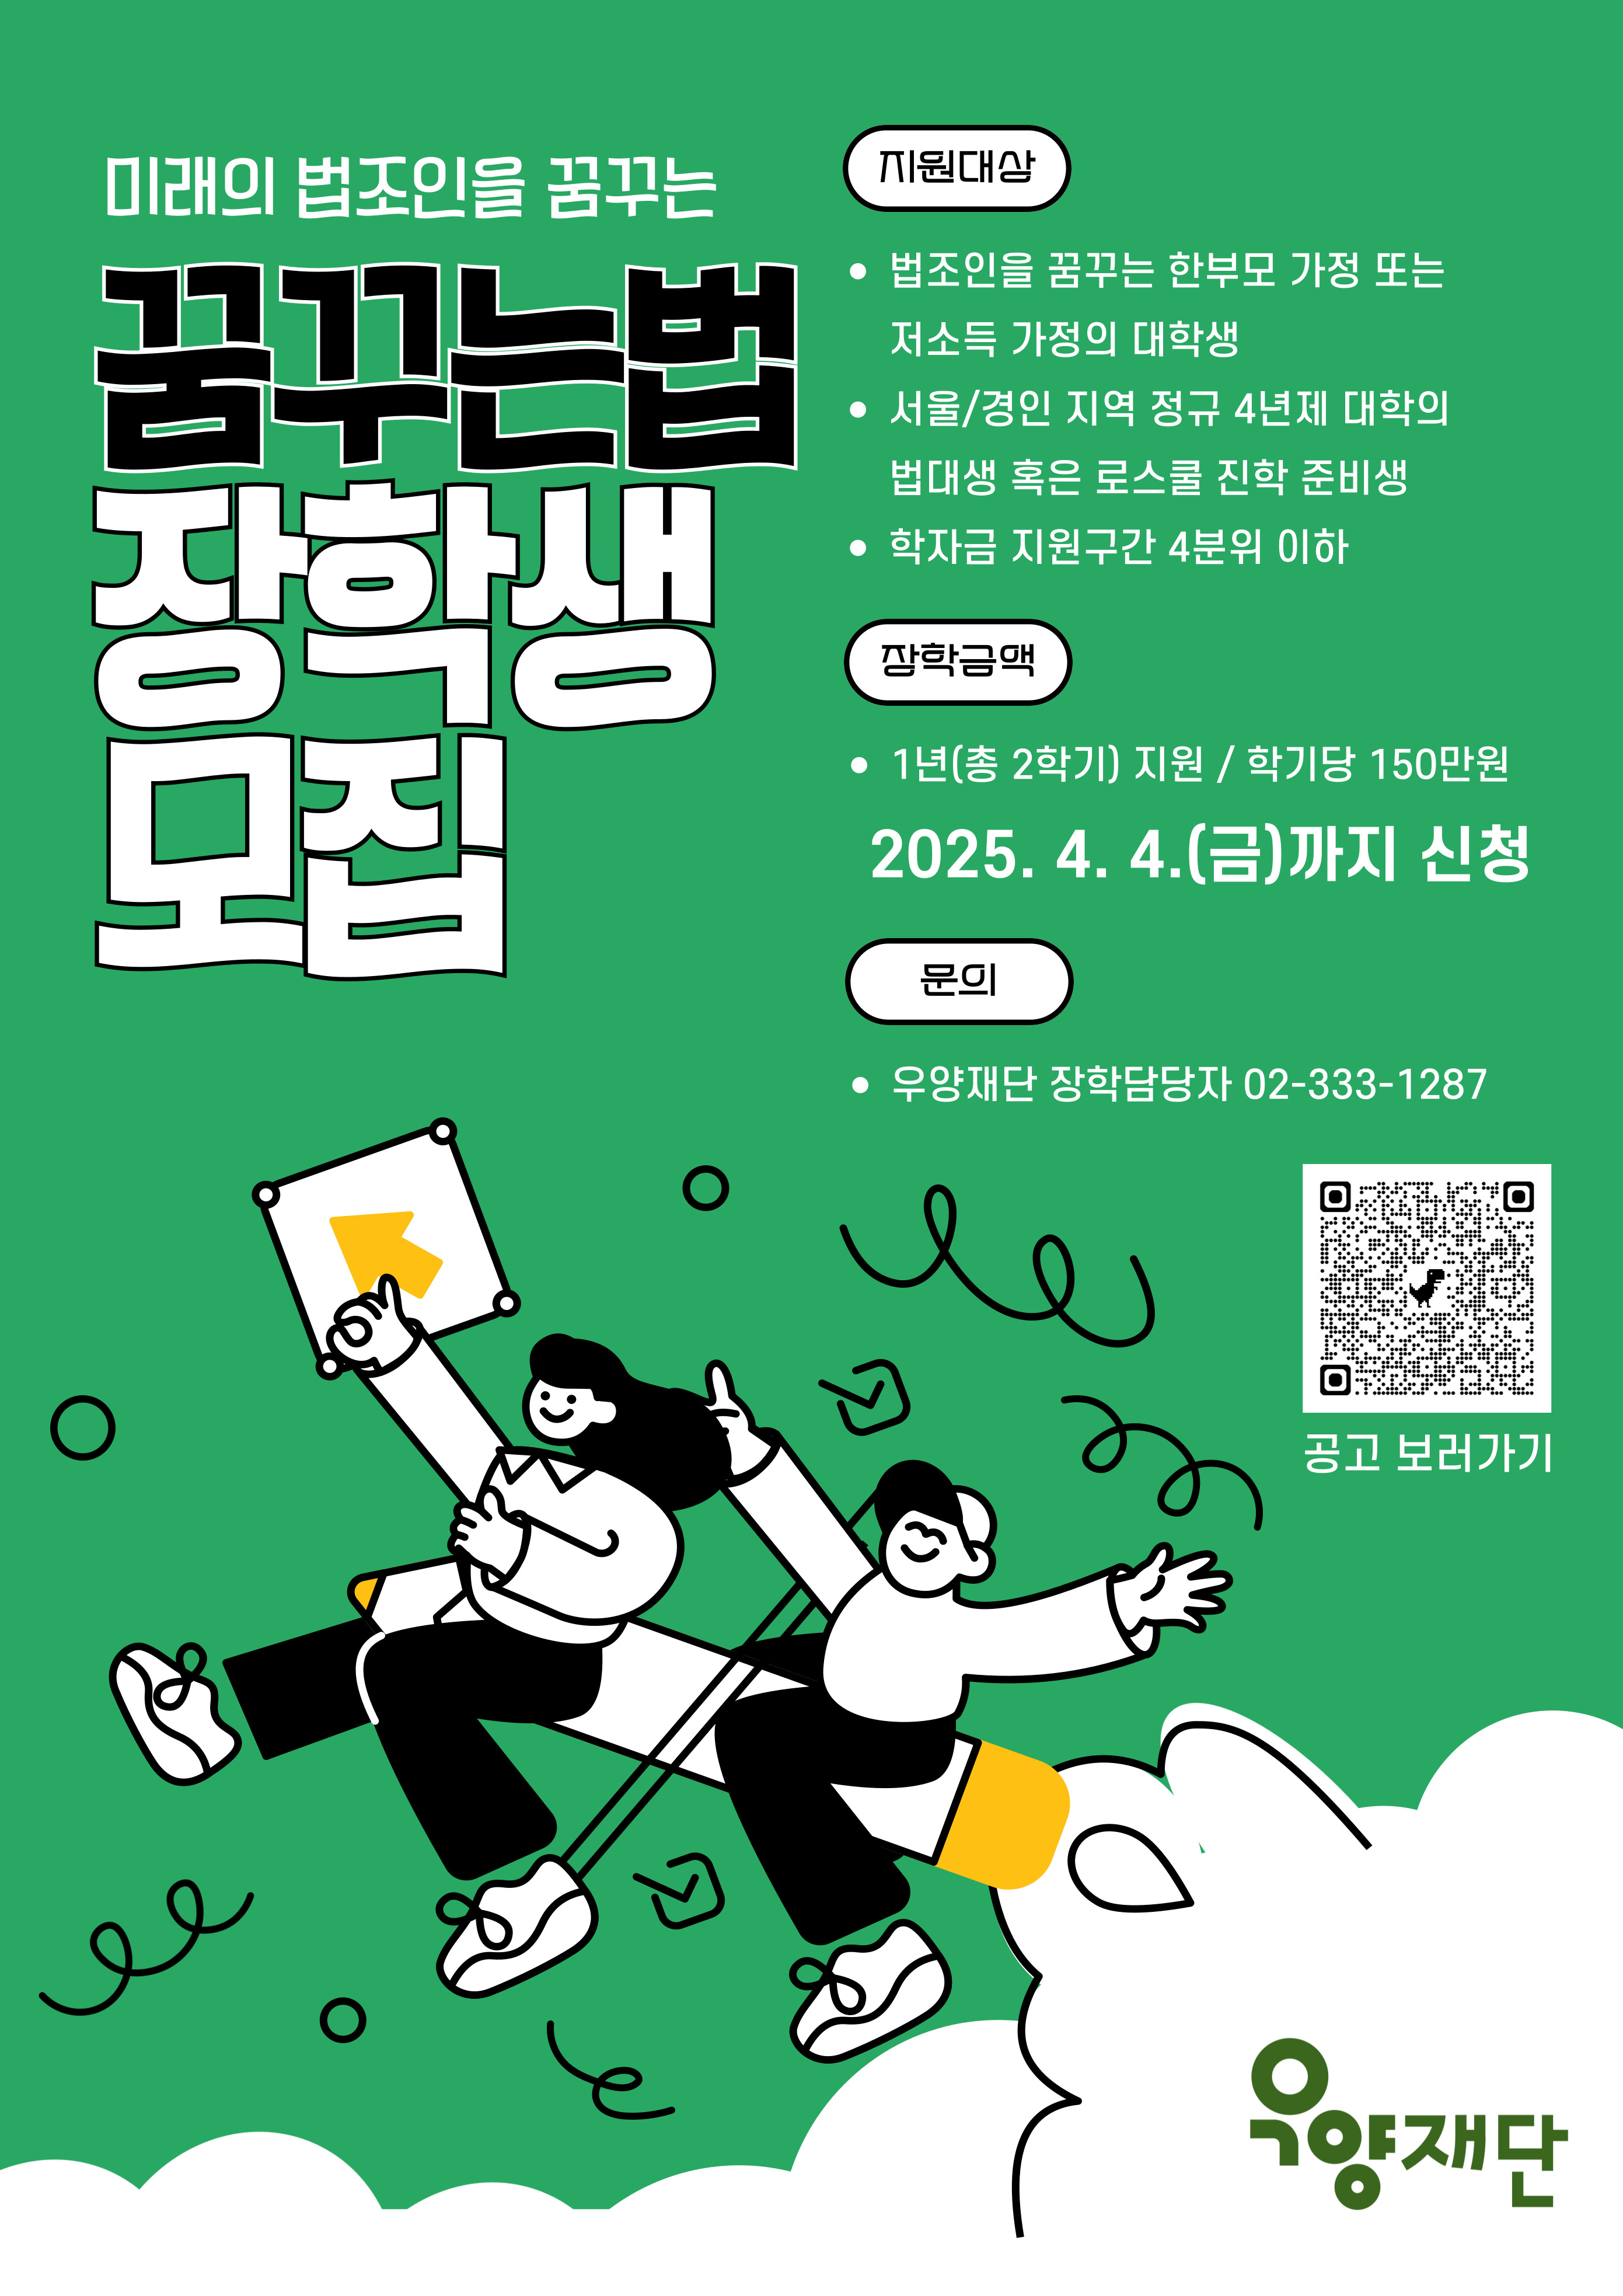 미래의 법조인을 꿈꾸는
꿈꾸는법
장학생
모집
지원대상
법조인을 꿈꾸는 한부모 가정 또는
저소득 가정의 대학생
서울/경인 지역 정규 4년제 대학의
법대생 혹은 로스쿨 진학 준비생
학자금 지원구간 4분위 이하
장학금액
1년(총 2학기) 지원 / 학기당 150만원
2025. 4. 4.(금)까지 신청
문의
우양재단 장학담당자 02-333-1287
공고 보러가기
우양재단